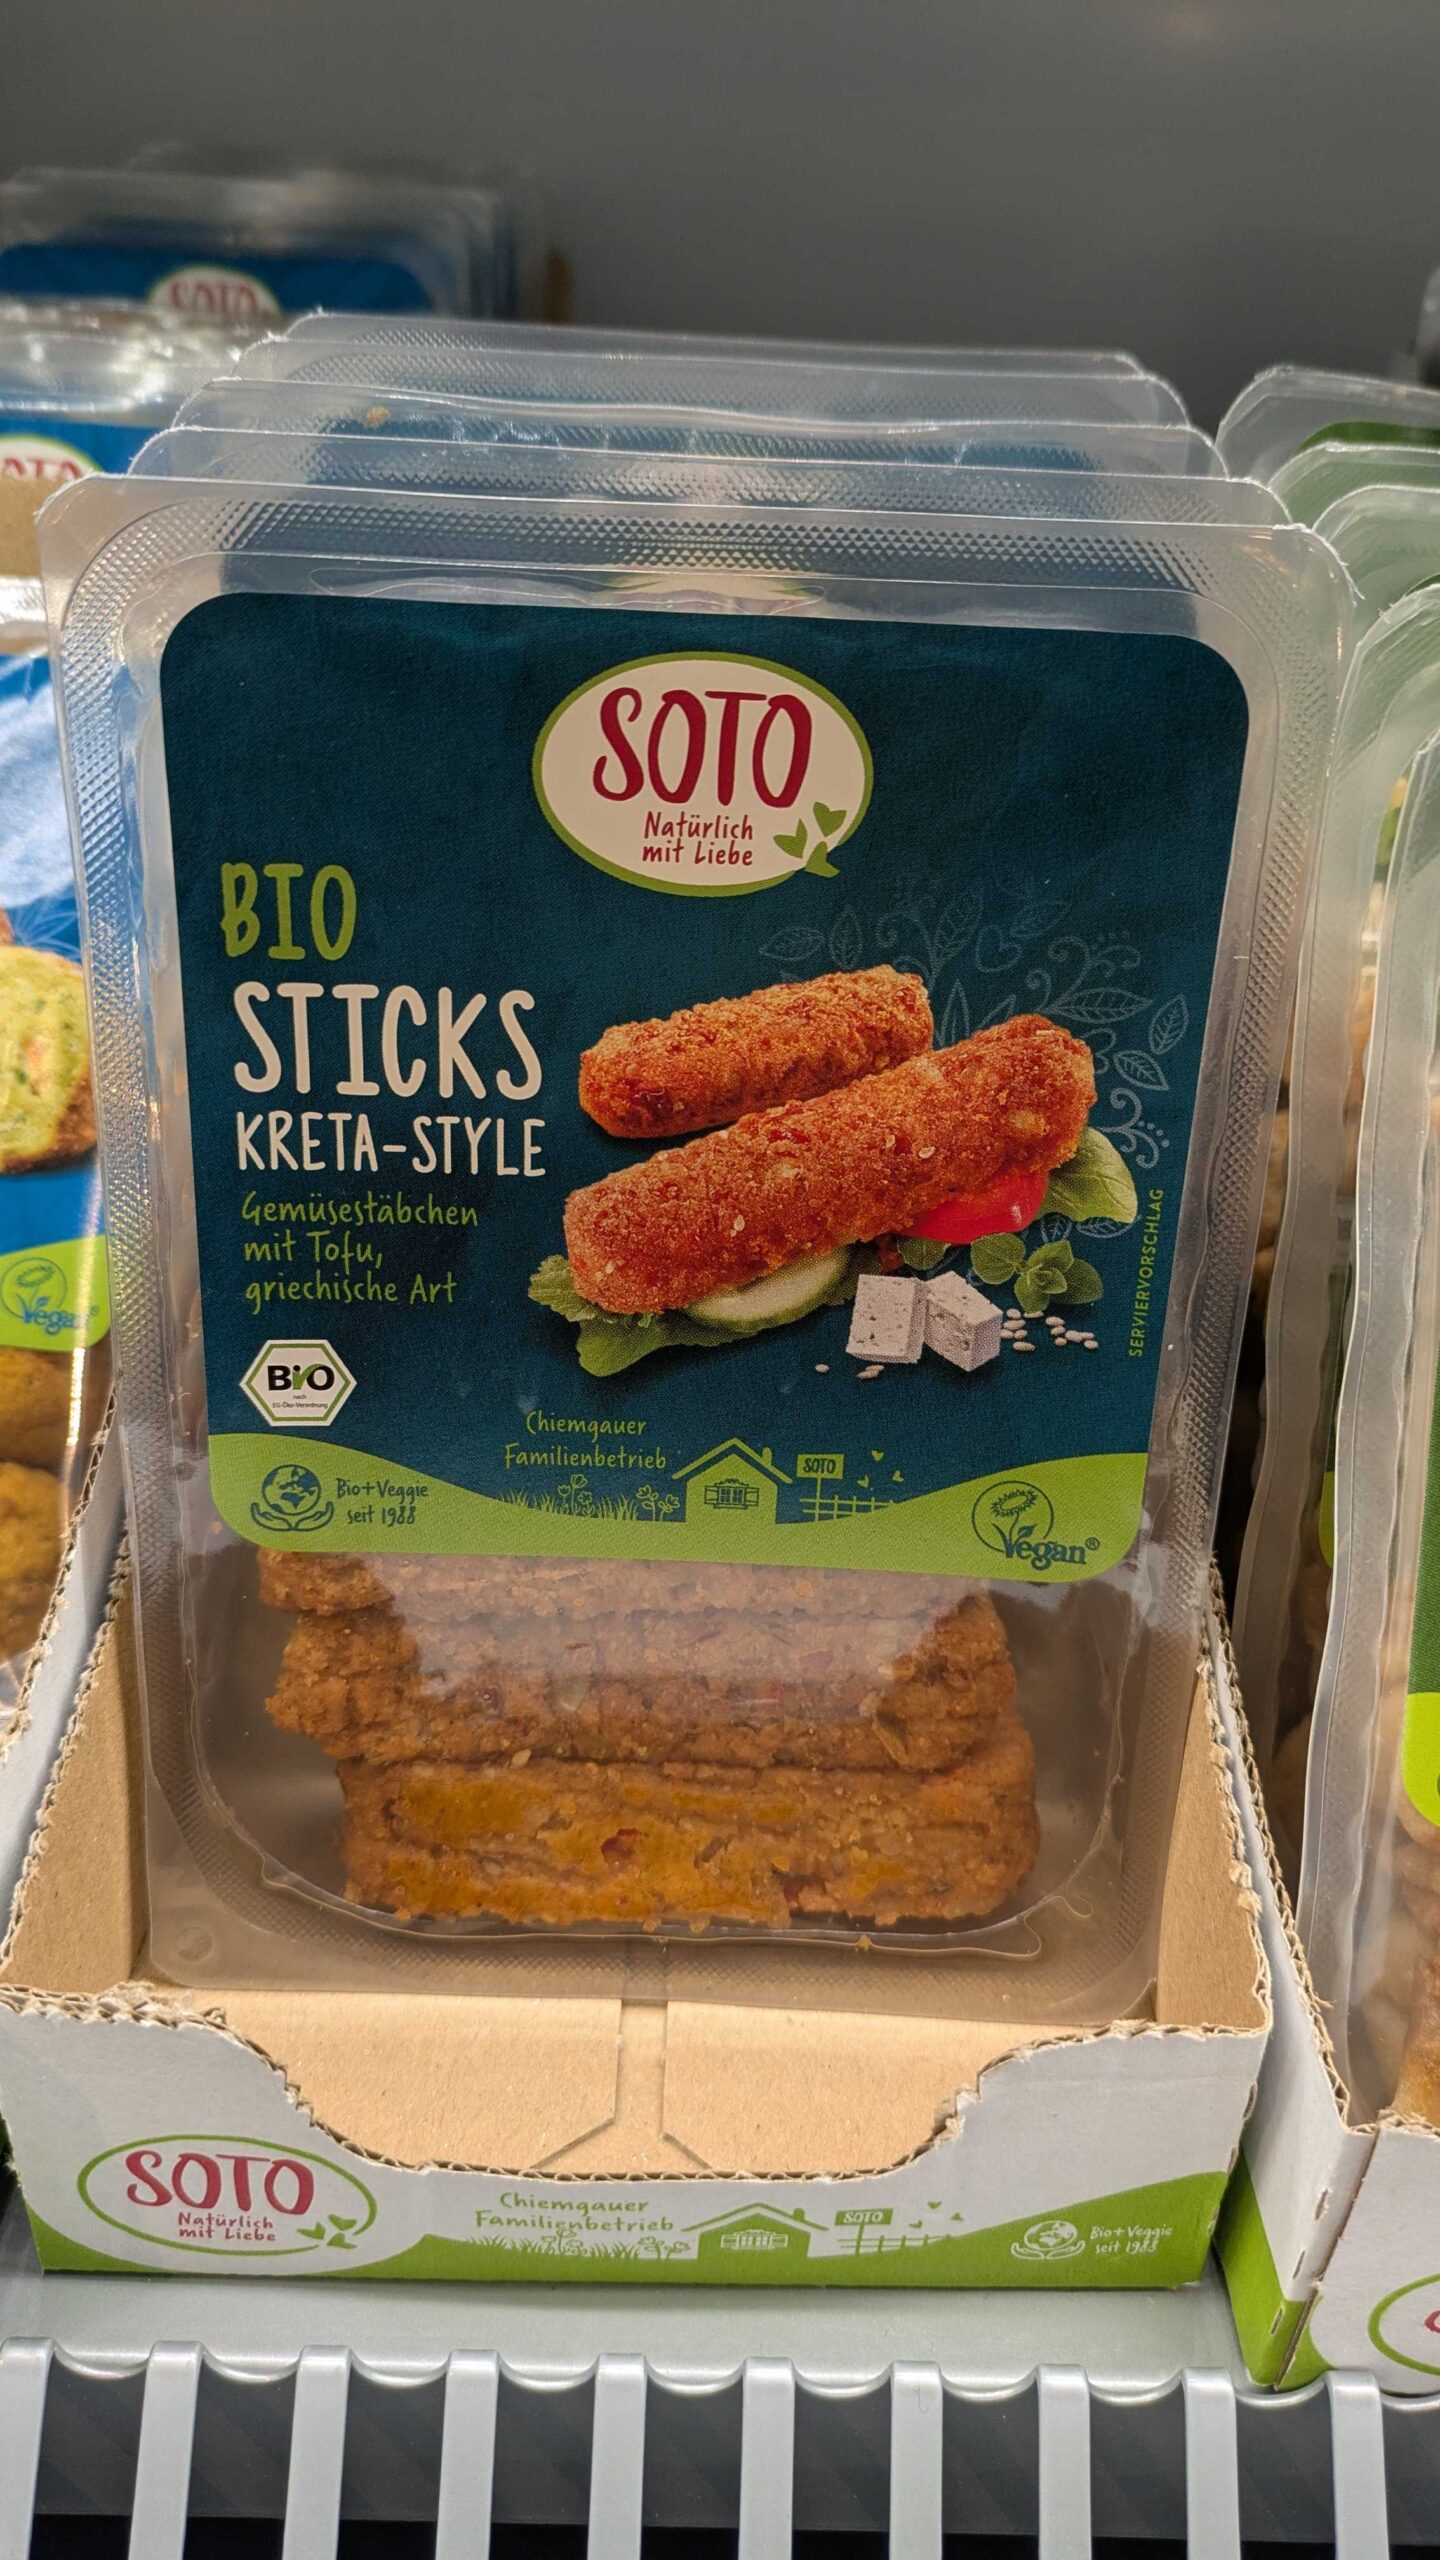 SOTO
SOTO
Natürlich
mit Liebe
BIO
STICKS
KRETA-STYLE
Gemüsestäbchen
mit Tofu,
griechische Art
SERVIERVORSCHLAG
BIO
nach
EG-Öko-Verordnung
Chiemgauer
Familienbetrieb
SOTO
Bio+Veggie
seit 1988
Vegan®
Vegan
SOTO
Natürlich
mit Liebe
Chiemgauer
Familienbetrieb
SOTO
Bio+Veggie
seit 1988